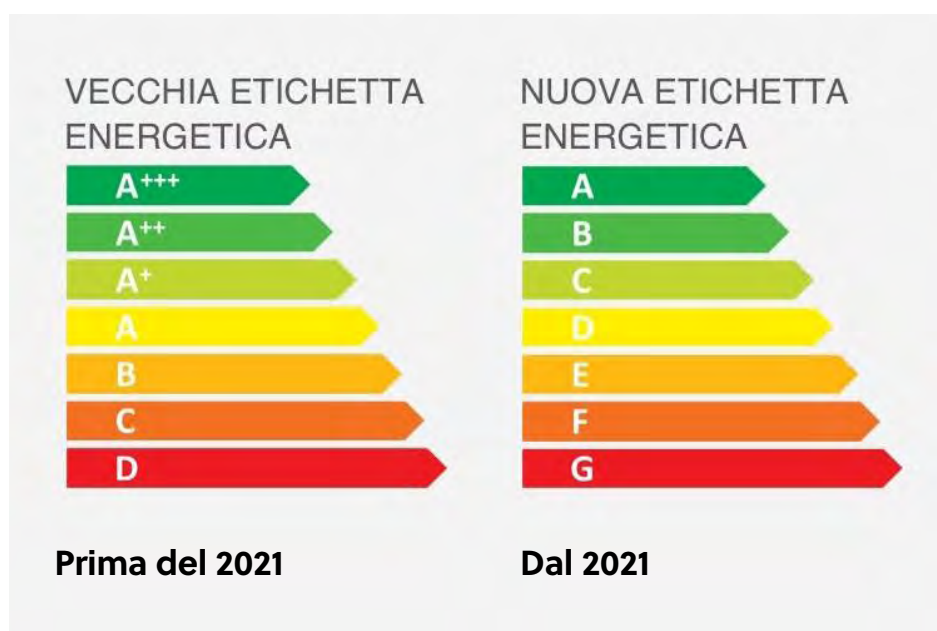 VECCHIA ETICHETTA
ENERGETICA
A+++
A++
A+
A
B
C
D
Prima del 2021
NUOVA ETICHETTA
ENERGETICA
A
B
C
D
E
F
G
Dal 2021